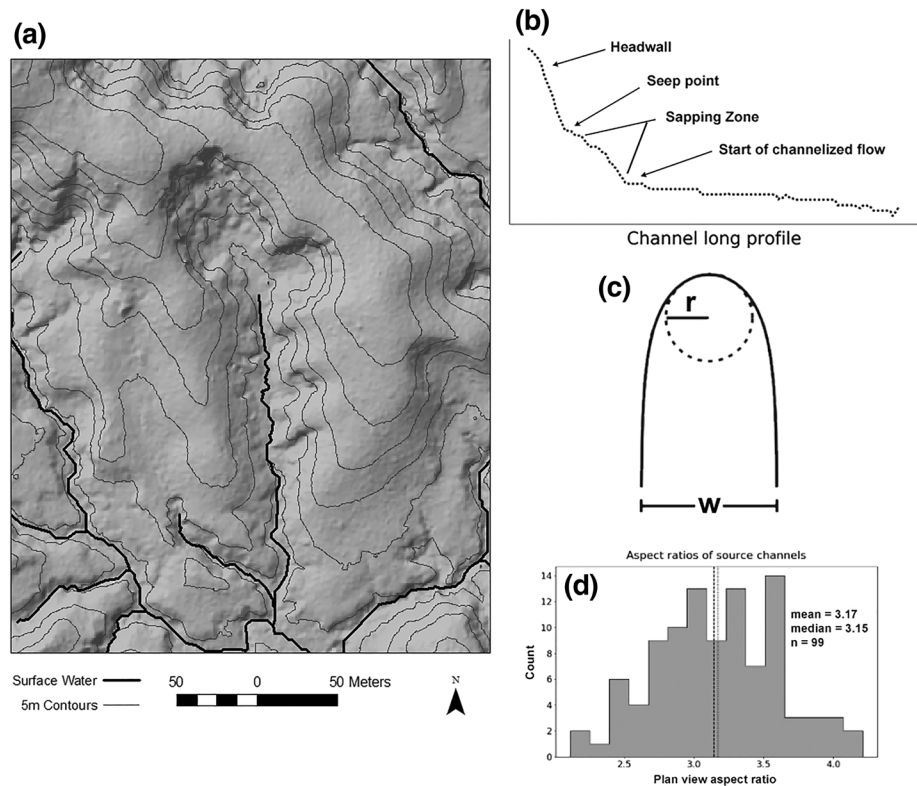 (a)
Surface Water
5m Contours
50 0 50 Meters
N
(b)
Headwall
Seep point
Sapping Zone
Start of channelized flow
Channel long profile
(c)
r
w
Aspect ratios of source channels
(d)
mean = 3.17
median = 3.15
n = 99
Count
14
12
10
8
6
4
2
0
2.5 3.0 3.5 4.0
Plan view aspect ratio